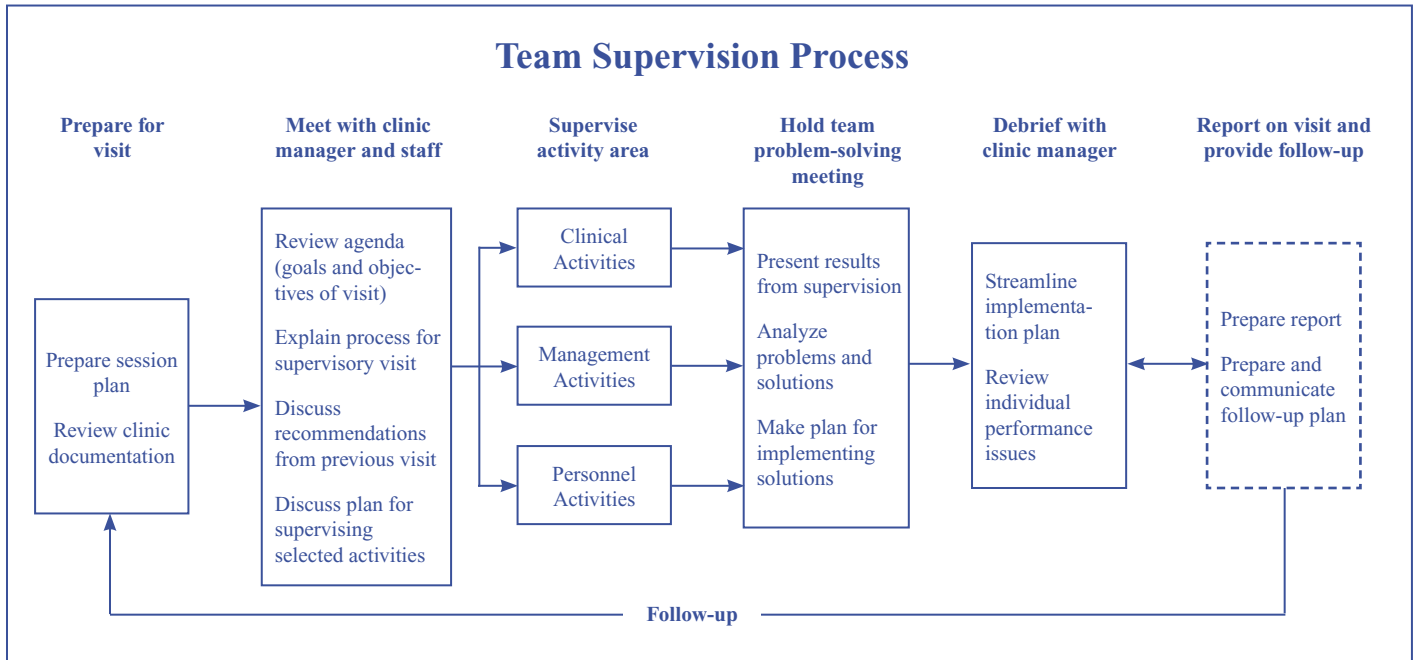 Team Supervision Process
Prepare for
visit
Meet with clinic
manager and staff
Supervise
activity area
Hold team
problem-solving
meeting
Debrief with
clinic manager
Report on visit and
provide follow-up
Prepare session
plan
Review clinic
documentation
Review agenda
(goals and objec-
tives of visit)
Explain process for
supervisory visit
Discuss
recommendations
from previous visit
Discuss plan for
supervising
selected activities
Clinical
Activities
Management
Activities
Personnel
Activities
Present results
from supervision
Analyze
problems and
solutions
Make plan for
implementing
solutions
Streamline
implementa-
tion plan
Review
individual
performance
issues
Prepare report
Prepare and
communicate
follow-up plan
Follow-up